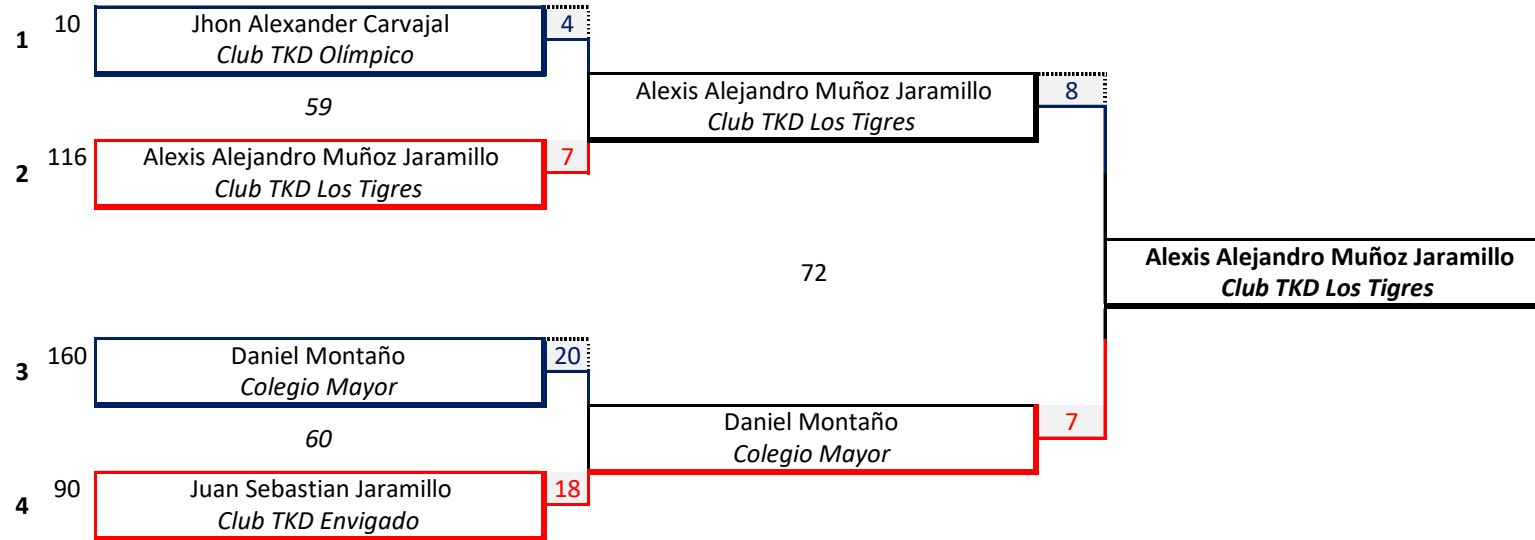 10
Jhon Alexander Carvajal
4
1
Club TKD Olímpico
59
116
Alexis Alejandro Muñoz Jaramillo
7
2
Club TKD Los Tigres
Alexis Alejandro Muñoz Jaramillo
8
Club TKD Los Tigres
72
Alexis Alejandro Muñoz Jaramillo
Club TKD Los Tigres
160
Daniel Montaño
20
3
Colegio Mayor
60
90
Juan Sebastian Jaramillo
18
4
Club TKD Envigado
Daniel Montaño
7
Colegio Mayor